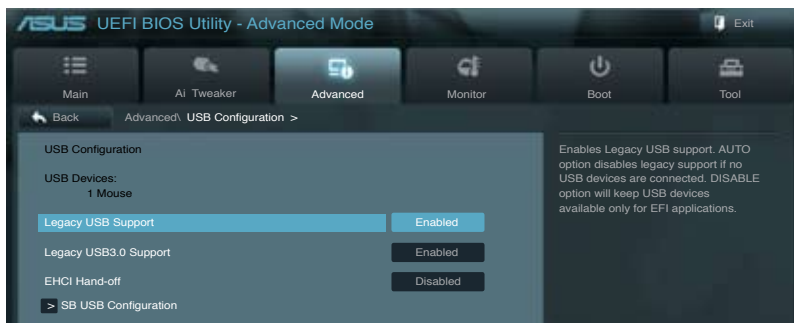 ASUS UEFI BIOS Utility - Advanced Mode
Exit
Main
Ai Tweaker
Advanced
Monitor
Boot
Tool
Back
Advanced\ USB Configuration >
USB Configuration
USB Devices:
1 Mouse
Legacy USB Support Enabled
Legacy USB3.0 Support Enabled
EHCI Hand-off Disabled
> SB USB Configuration
Enables Legacy USB support. AUTO
option disables legacy support if no
USB devices are connected. DISABLE
option will keep USB devices
available only for EFI applications.